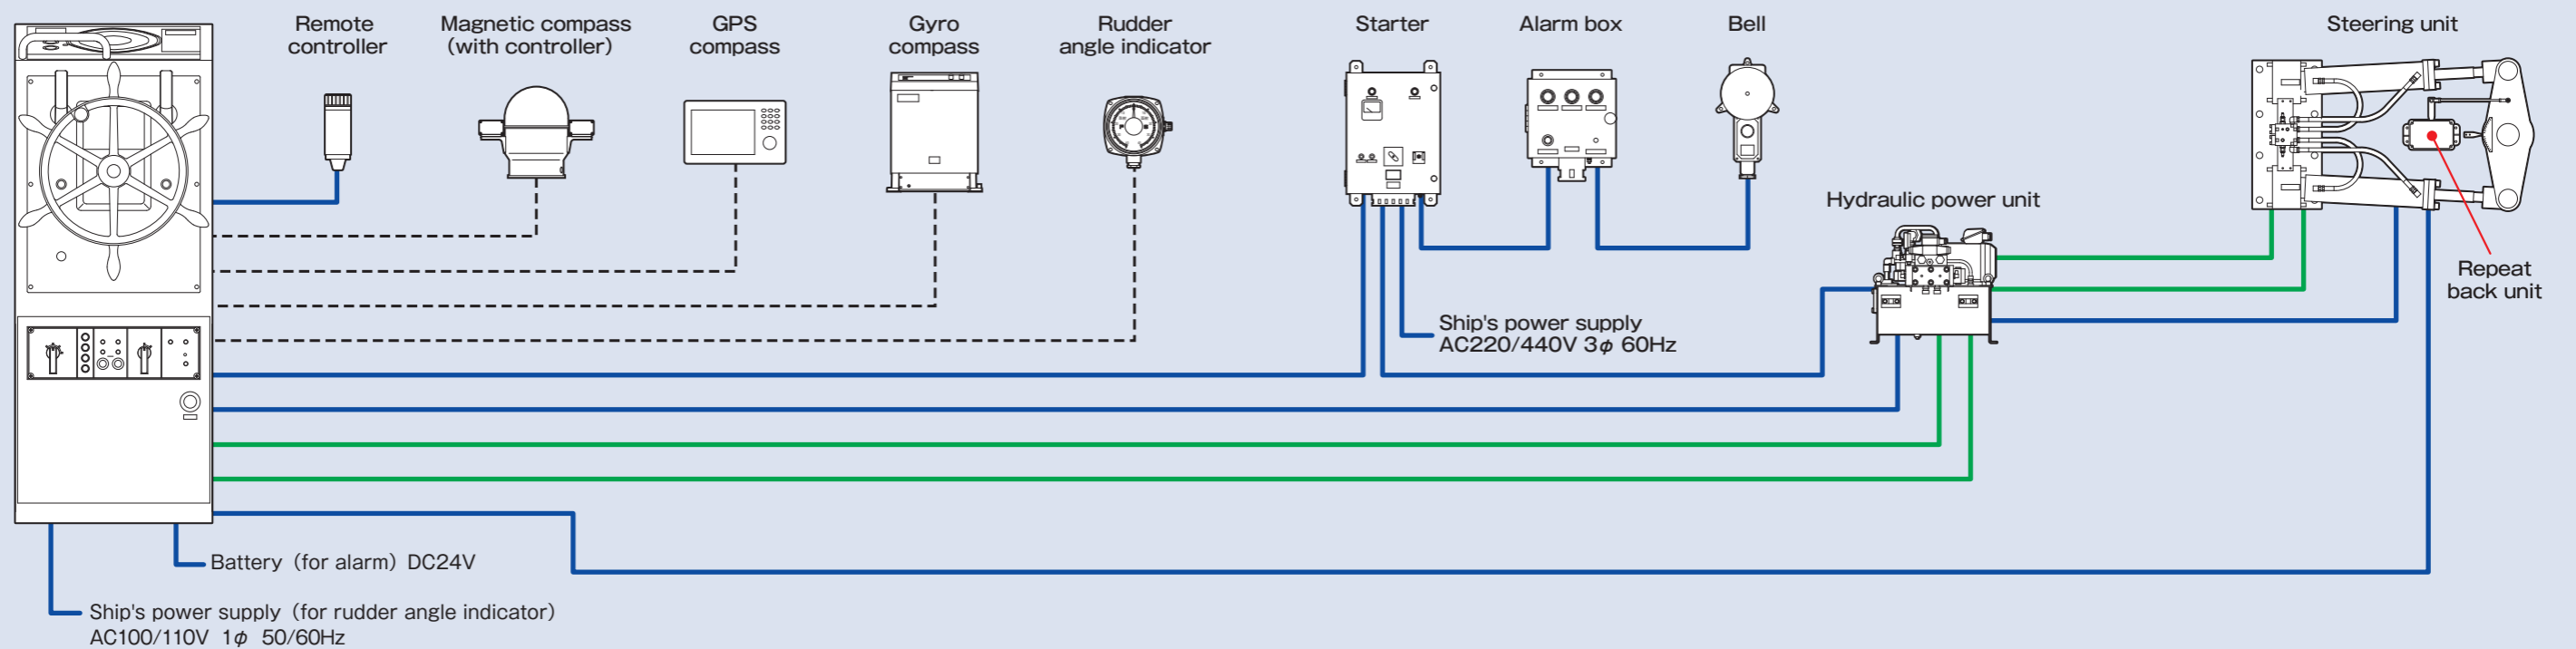 Remote
controller
Magnetic compass
(with controller)
GPS
compass
Gyro
compass
Rudder
angle indicator
Starter
Alarm box
Bell
Steering unit
Hydraulic power unit
Repeat
back unit
Ship's power supply
AC220/440V 3φ 60Hz
Battery (for alarm) DC24V
Ship's power supply (for rudder angle indicator)
AC100/110V 1φ 50/60Hz